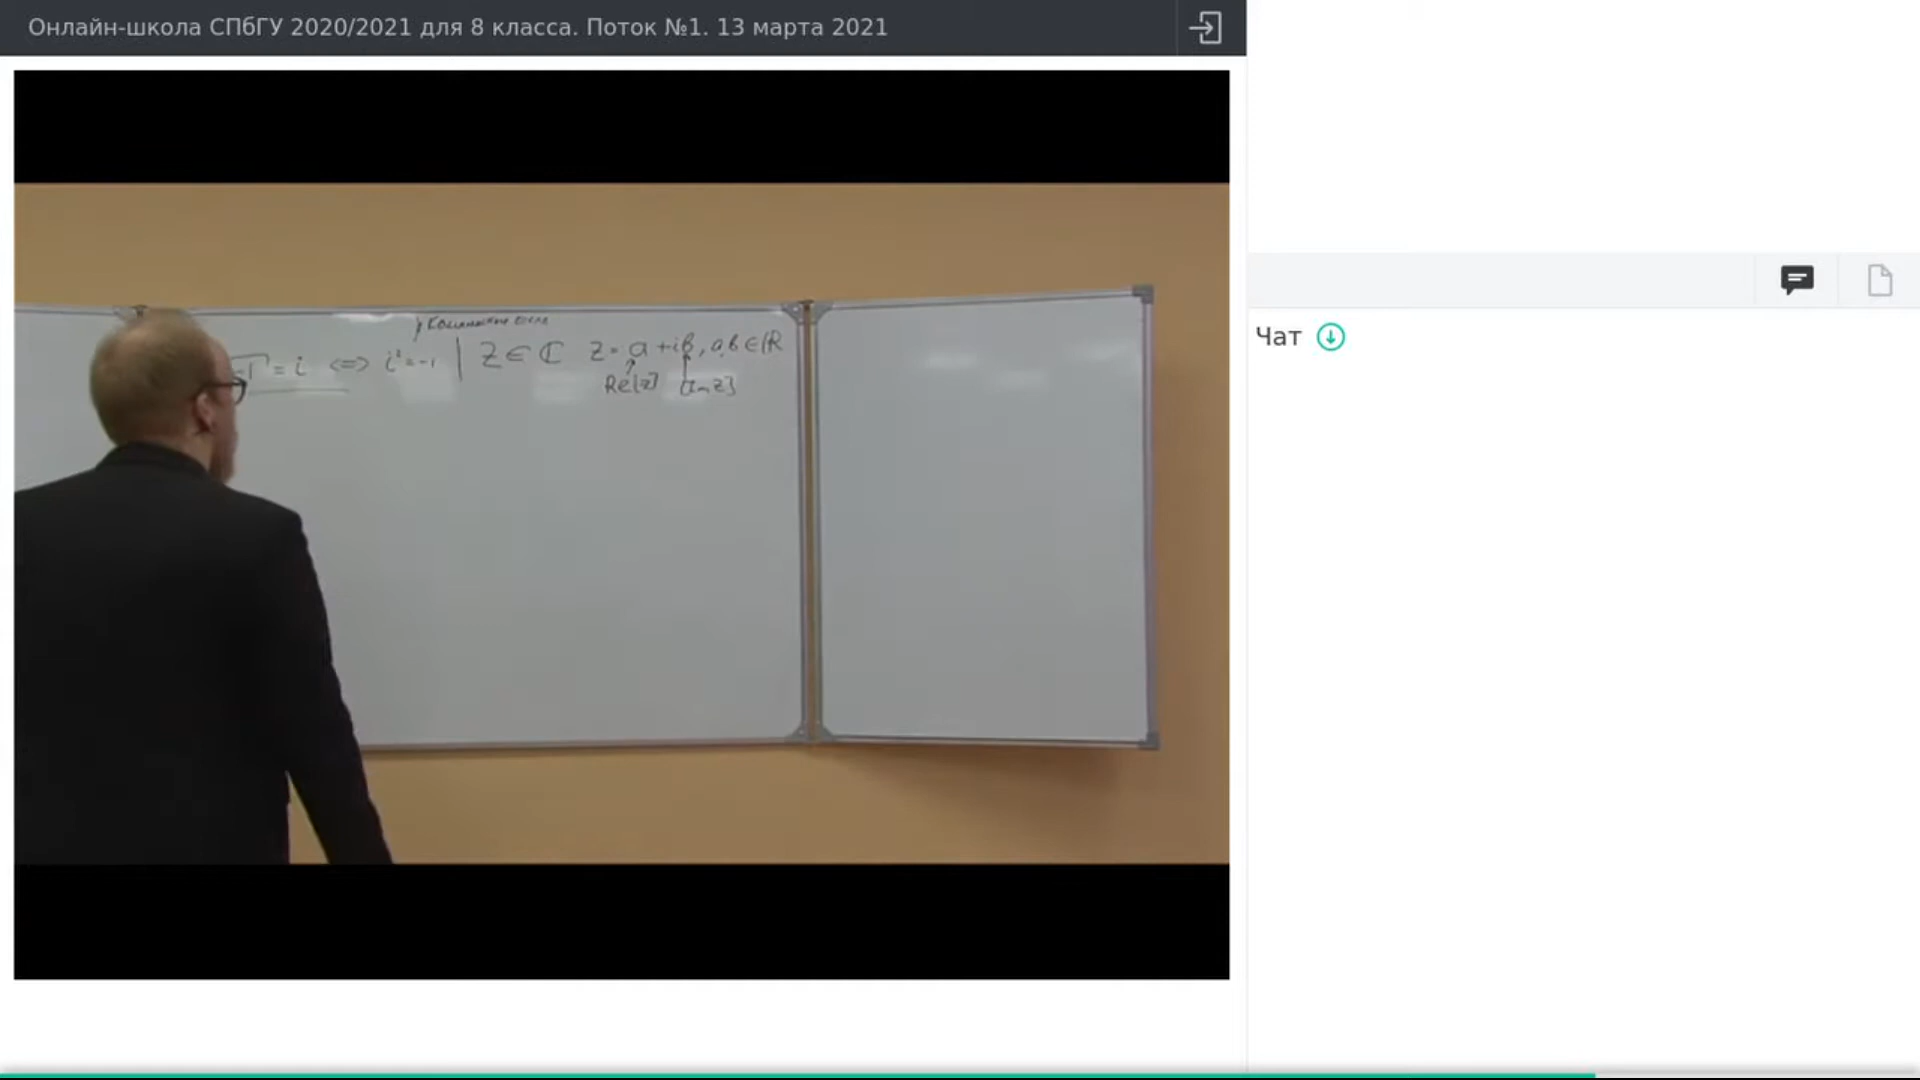 Онлайн-школа СПбГУ 2020/2021 для 8 класса. Поток №1. 13 марта 2021
Чат
= i <=> i² = -1 | Z ∈ ℂ Z = a + ib, a, b ∈ ℝ
Re[z] [Im z]